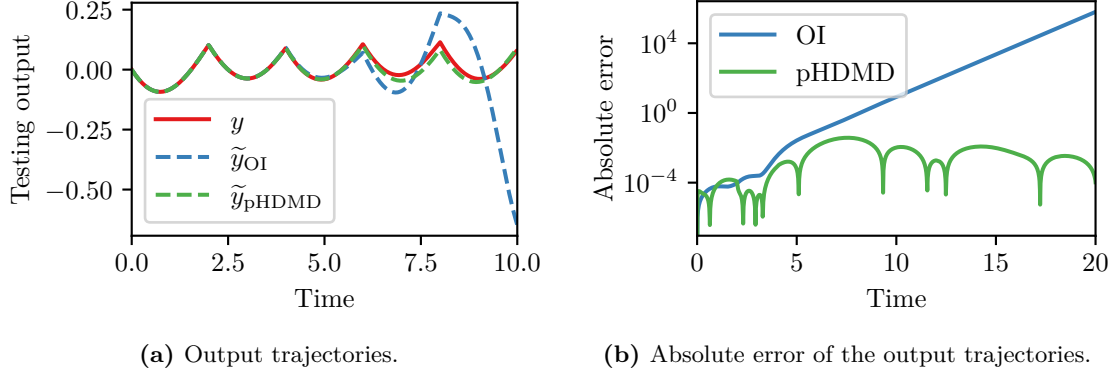 0.25
0.00
−0.25
−0.50
Testing output
y
ỹOI
ỹpHDMD
0.0 2.5 5.0 7.5 10.0
Time
(a) Output trajectories.
10^4
10^0
10^−4
Absolute error
OI
pHDMD
0 5 10 15 20
Time
(b) Absolute error of the output trajectories.